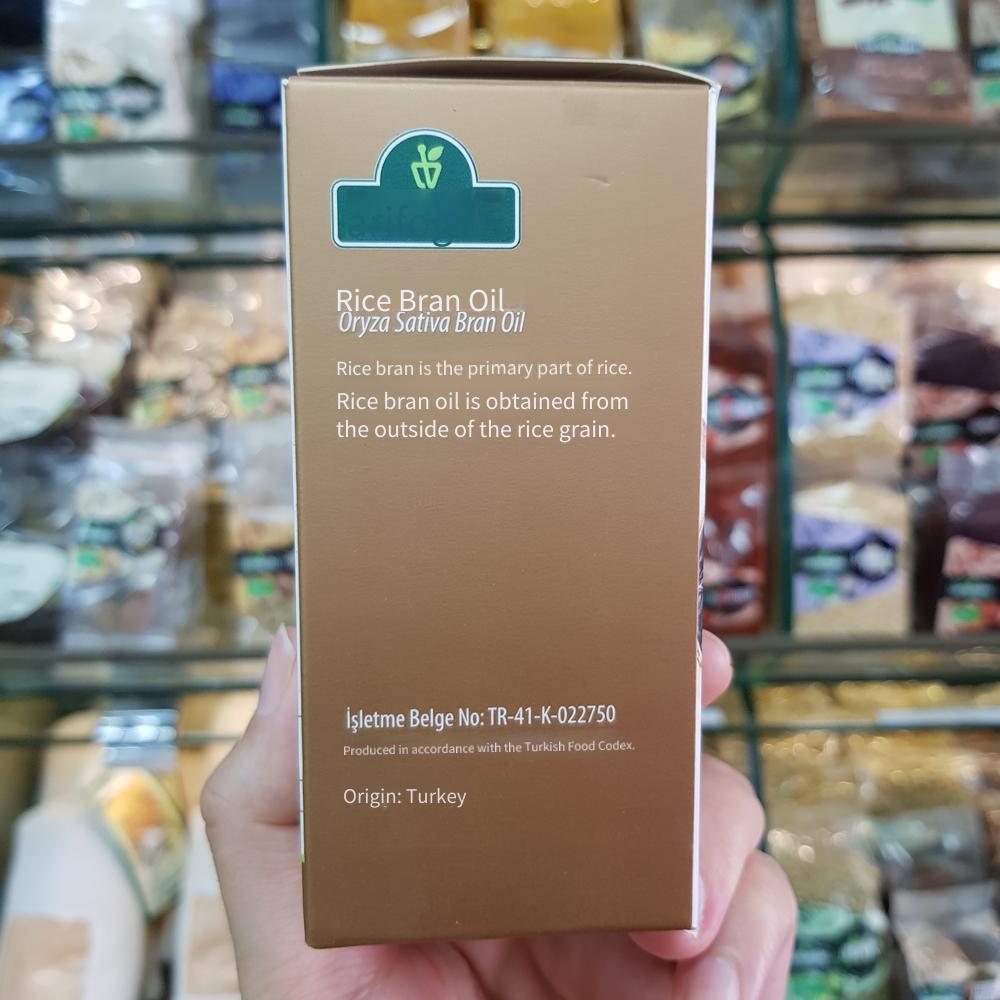 Rice Bran Oil
Oryza Sativa Bran Oil
Rice bran is the primary part of rice.
Rice bran oil is obtained from
the outside of the rice grain.
İşletme Belge No: TR-41-K-022750
Produced in accordance with the Turkish Food Codex.
Origin: Turkey